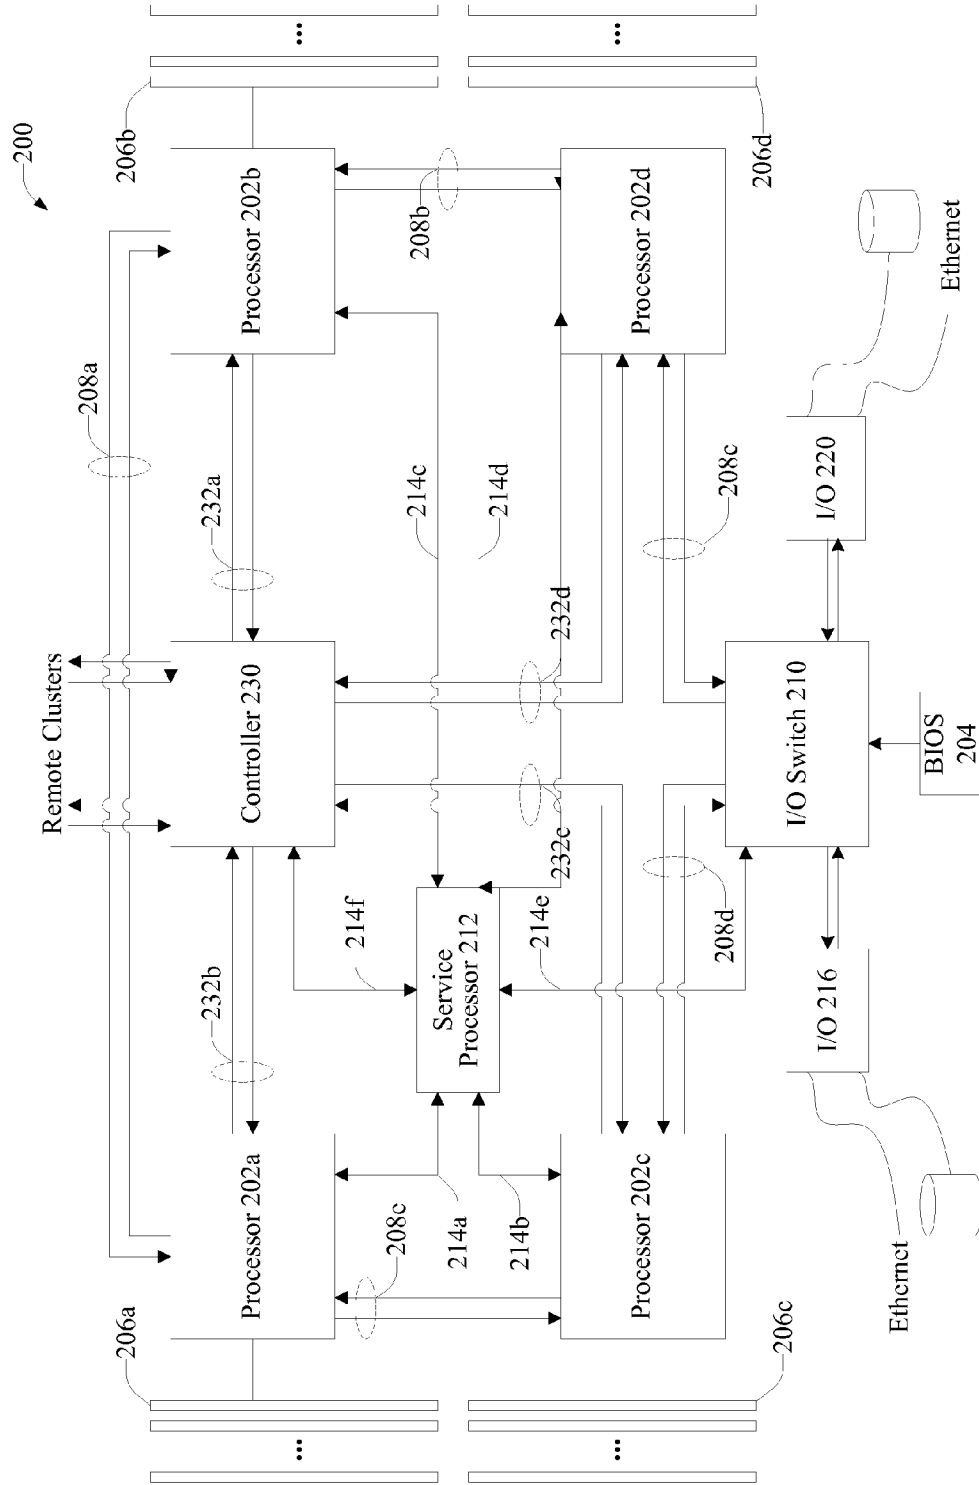 200
Remote Clusters
208a
206a
206b
232b
232a
Processor 202a
Controller 230
Processor 202b
214f
208e
214c
208b
214a
Service
Processor 212
214d
214b
214e
232c
232d
Processor 202c
Processor 202d
208d
208c
206c
206d
I/O Switch 210
I/O 216
I/O 220
Ethernet
BIOS
204
Ethernet